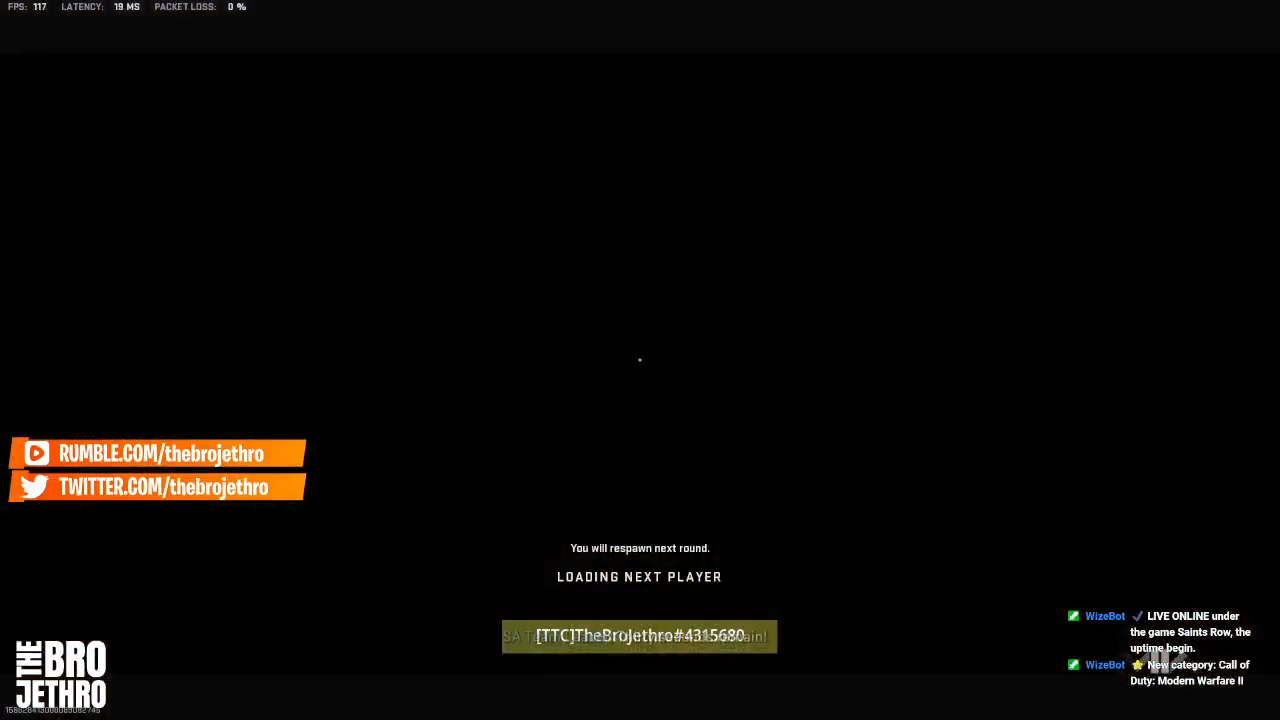 FPS: 117 LATENCY: 19 MS PACKET LOSS: 0 %
RUMBLE.COM/thebrojethro
TWITTER.COM/thebrojethro
You will respawn next round.
LOADING NEXT PLAYER
[TTC]TheBroJethro#4315680
WizeBot LIVE ONLINE under
the game Saints Row, the
uptime begin.
WizeBot New category: Call of
Duty: Modern Warfare II
THE BRO
JETHRO